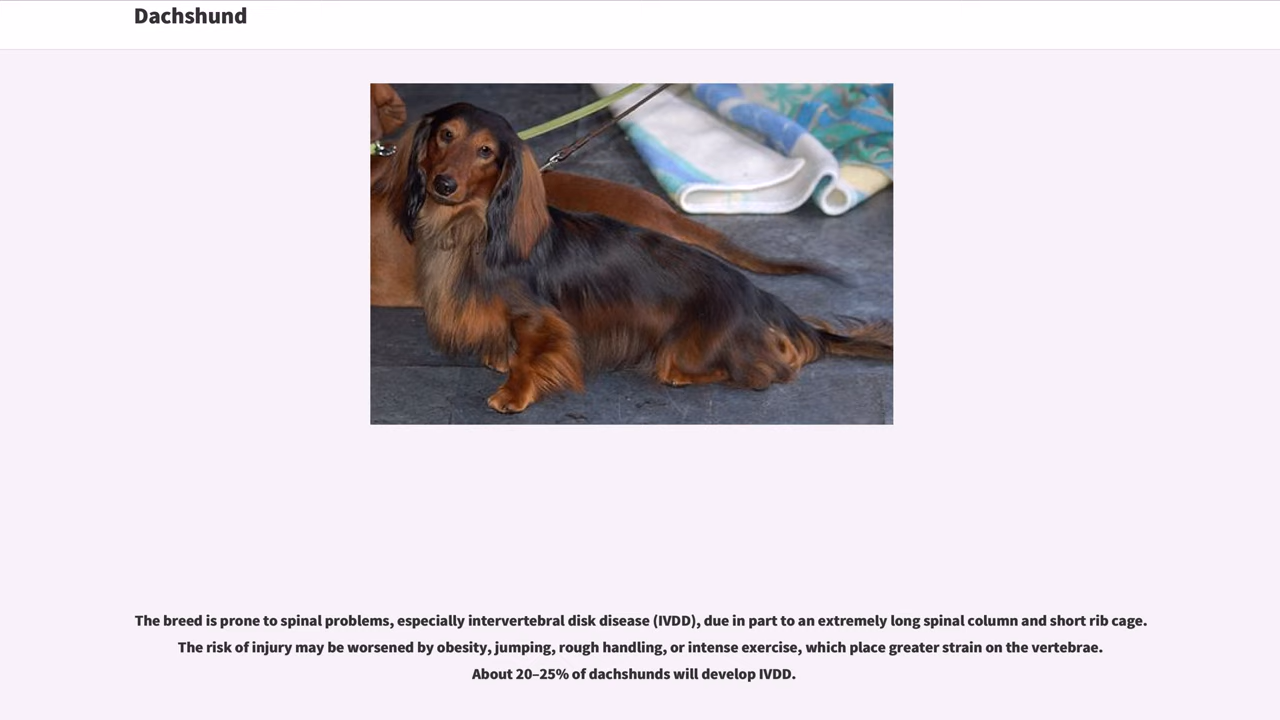 Dachshund
The breed is prone to spinal problems, especially intervertebral disk disease (IVDD), due in part to an extremely long spinal column and short rib cage.
The risk of injury may be worsened by obesity, jumping, rough handling, or intense exercise, which place greater strain on the vertebrae.
About 20–25% of dachshunds will develop IVDD.